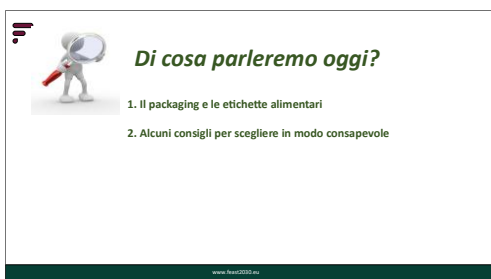 Di cosa parleremo oggi?
1. Il packaging e le etichette alimentari
2. Alcuni consigli per scegliere in modo consapevole
www.feast2030.eu